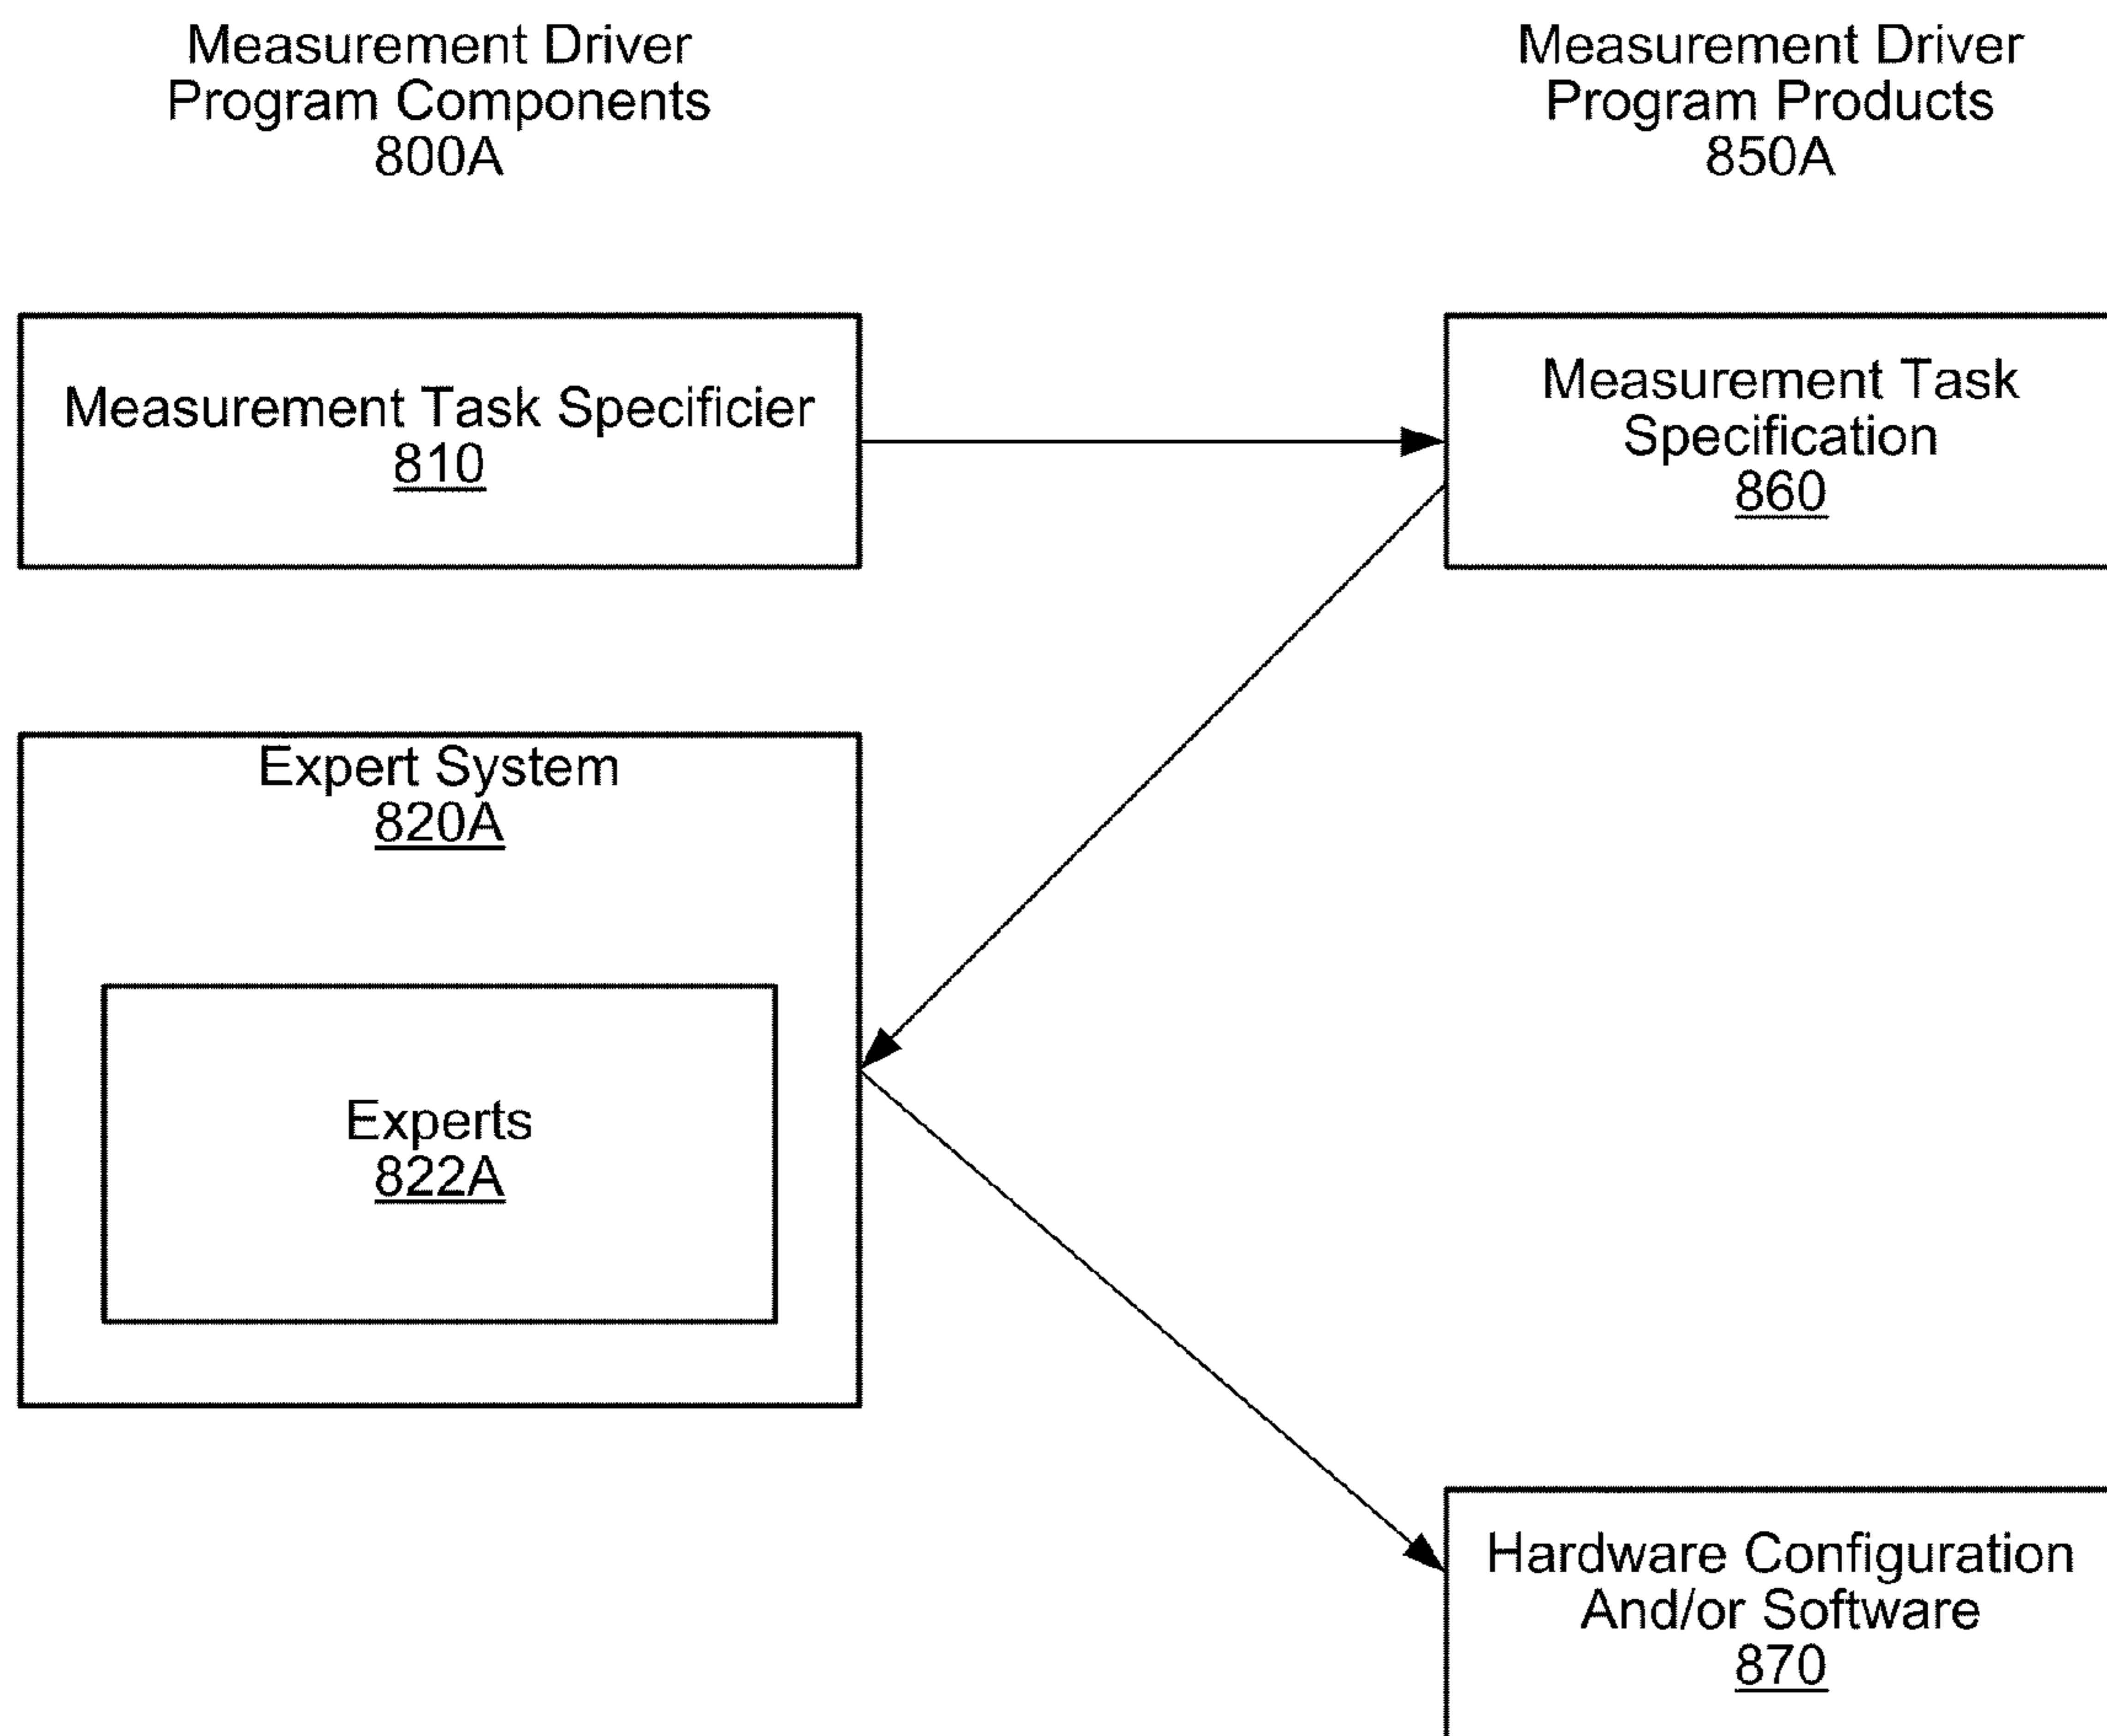 Measurement Driver
Program Components
800A
Measurement Driver
Program Products
850A
Measurement Task Specificier
810
Measurement Task
Specification
860
Expert System
820A
Experts
822A
Hardware Configuration
And/or Software
870